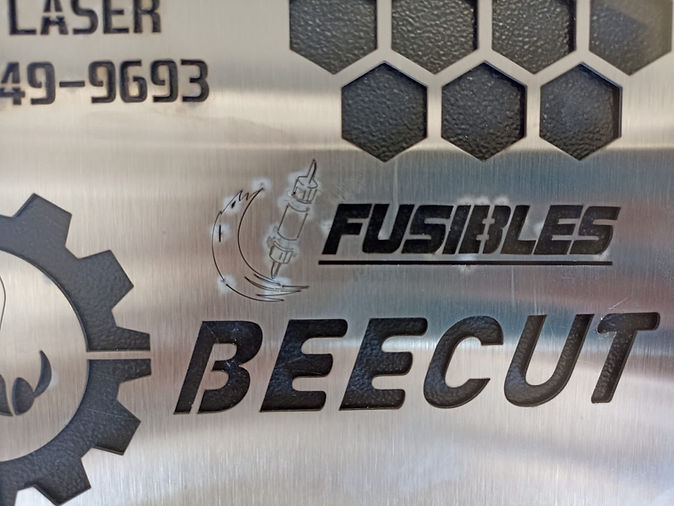 LASER
49-9693
FUSIBLES
BEECUT